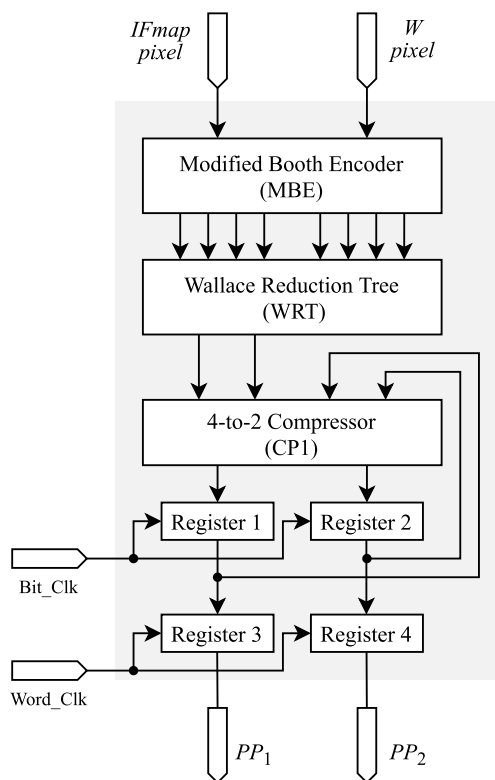 IFmap
pixel
W
pixel
Modified Booth Encoder
(MBE)
Wallace Reduction Tree
(WRT)
4-to-2 Compressor
(CP1)
Register 1
Register 2
Bit_Clk
Register 3
Register 4
Word_Clk
PP1
PP2